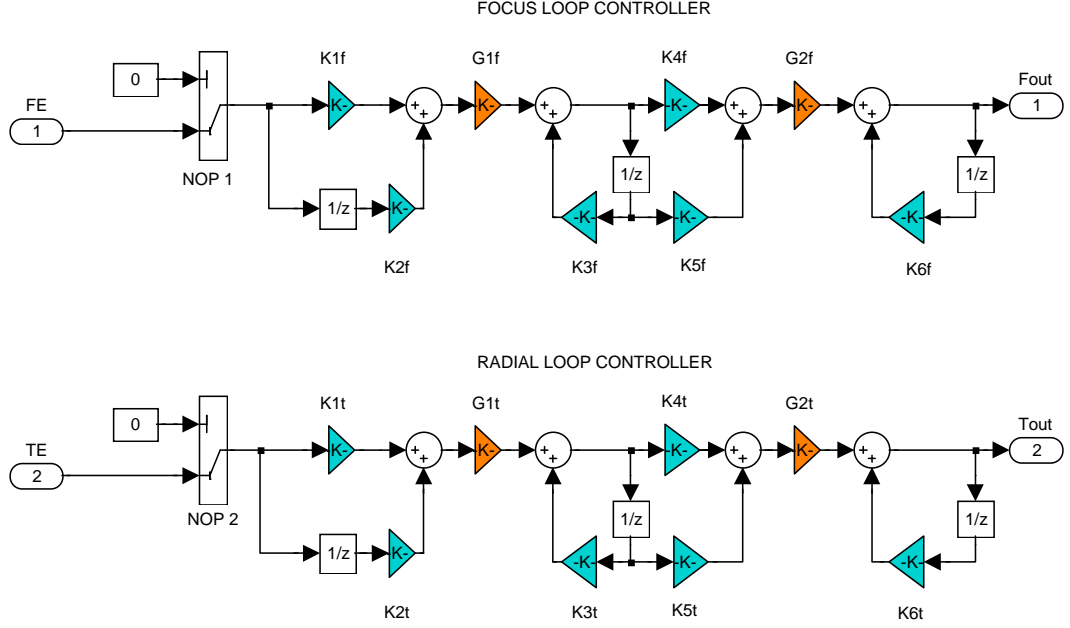 FOCUS LOOP CONTROLLER
K1f G1f K4f G2f
0 Fout
FE K- + + K- + + -K- + + K- + + 1
1
NOP 1 1/z 1/z
1/z K- -K- -K- -K-
K2f K3f K5f K6f
RADIAL LOOP CONTROLLER
K1t G1t K4t G2t
0 Tout
TE K- + + K- + + -K- + + K- + + 2
2
NOP 2 1/z 1/z
1/z K- -K- -K- -K-
K2t K3t K5t K6t